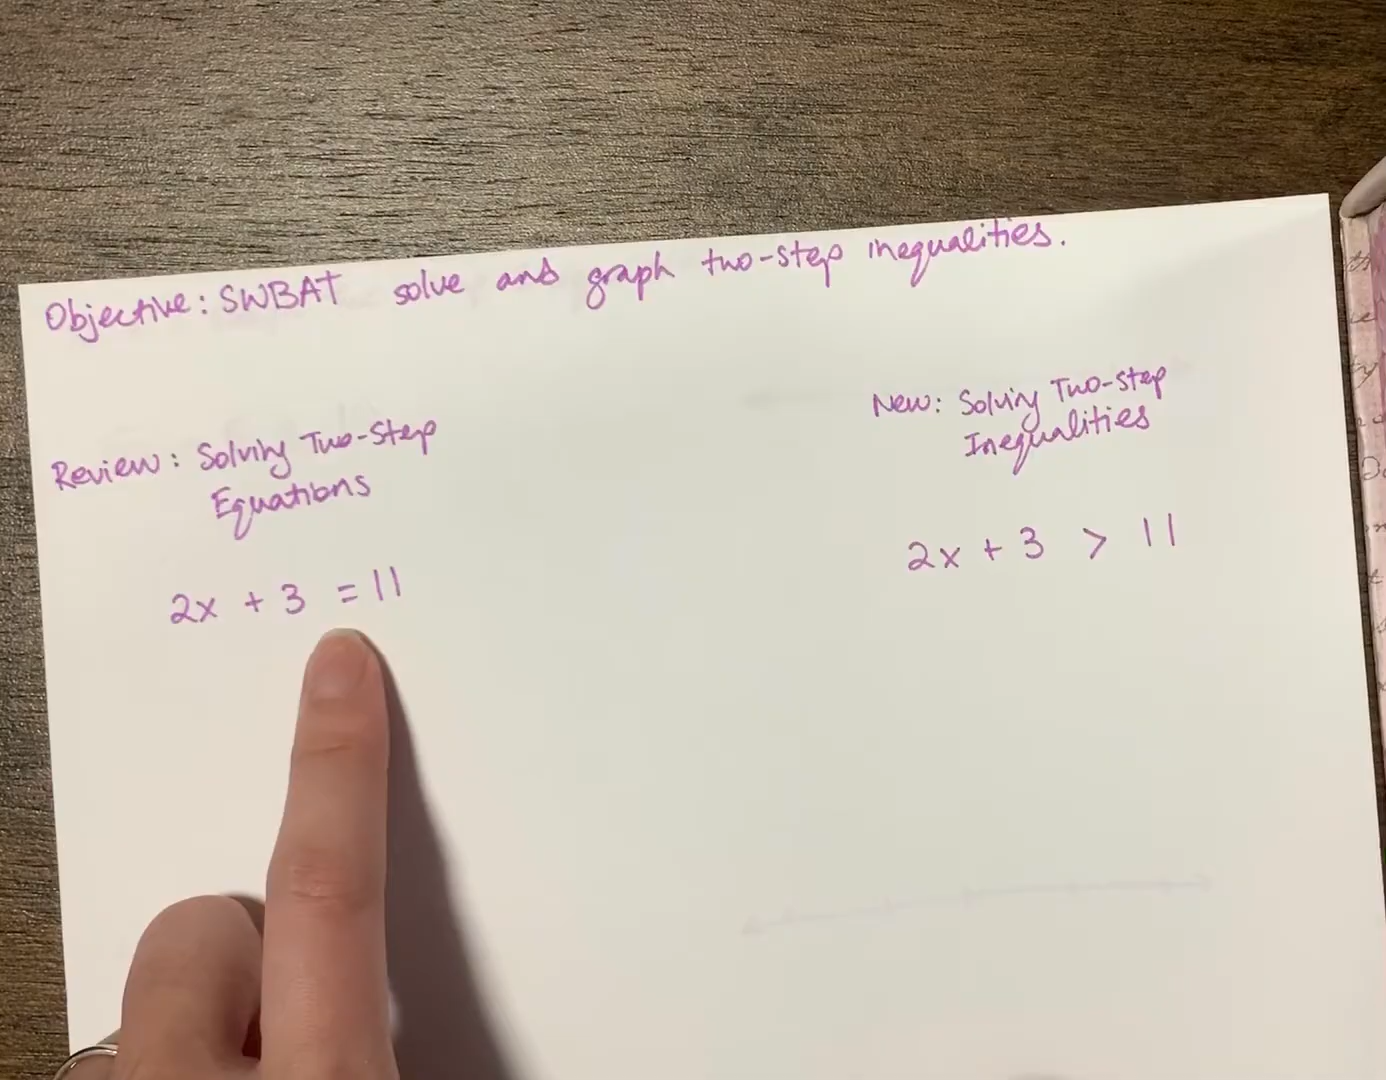 Objective: SWBAT solve and graph two-step inequalities.
Review: Solving Two-Step
Equations
2x + 3 = 11
New: Solving Two-Step
Inequalities
2x + 3 > 11